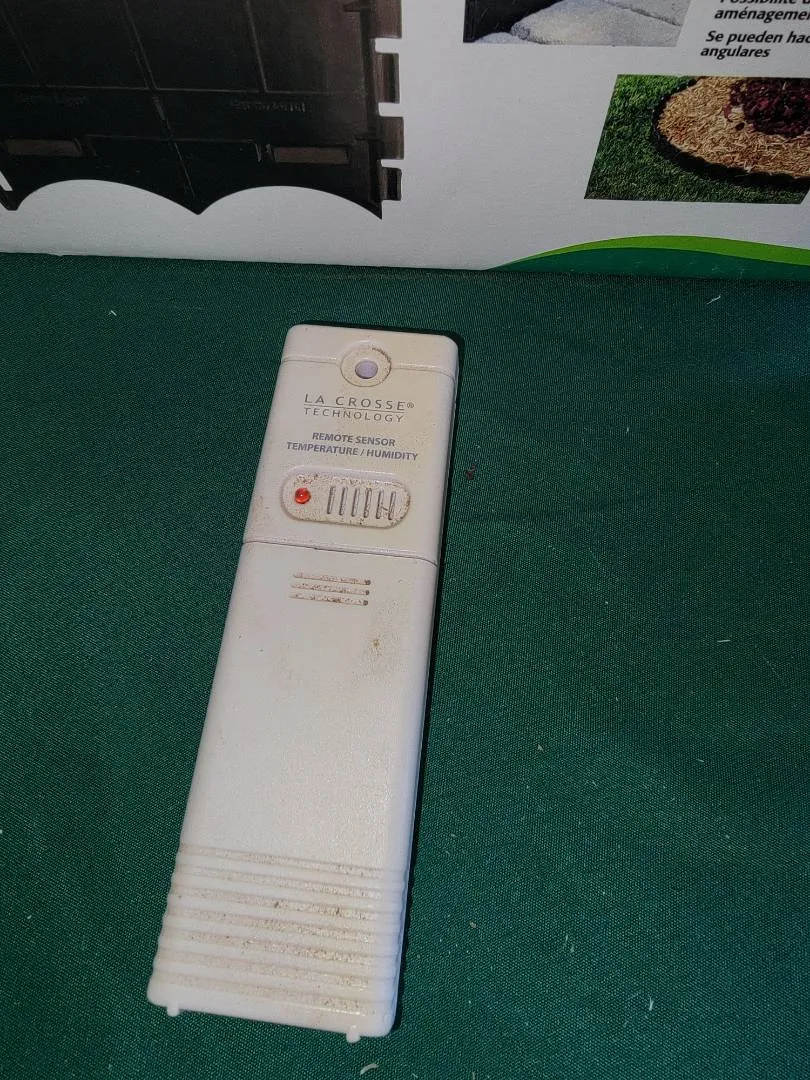 aménagemen
Se pueden hac
angulares
LA CROSSE®
TECHNOLOGY
REMOTE SENSOR
TEMPERATURE / HUMIDITY